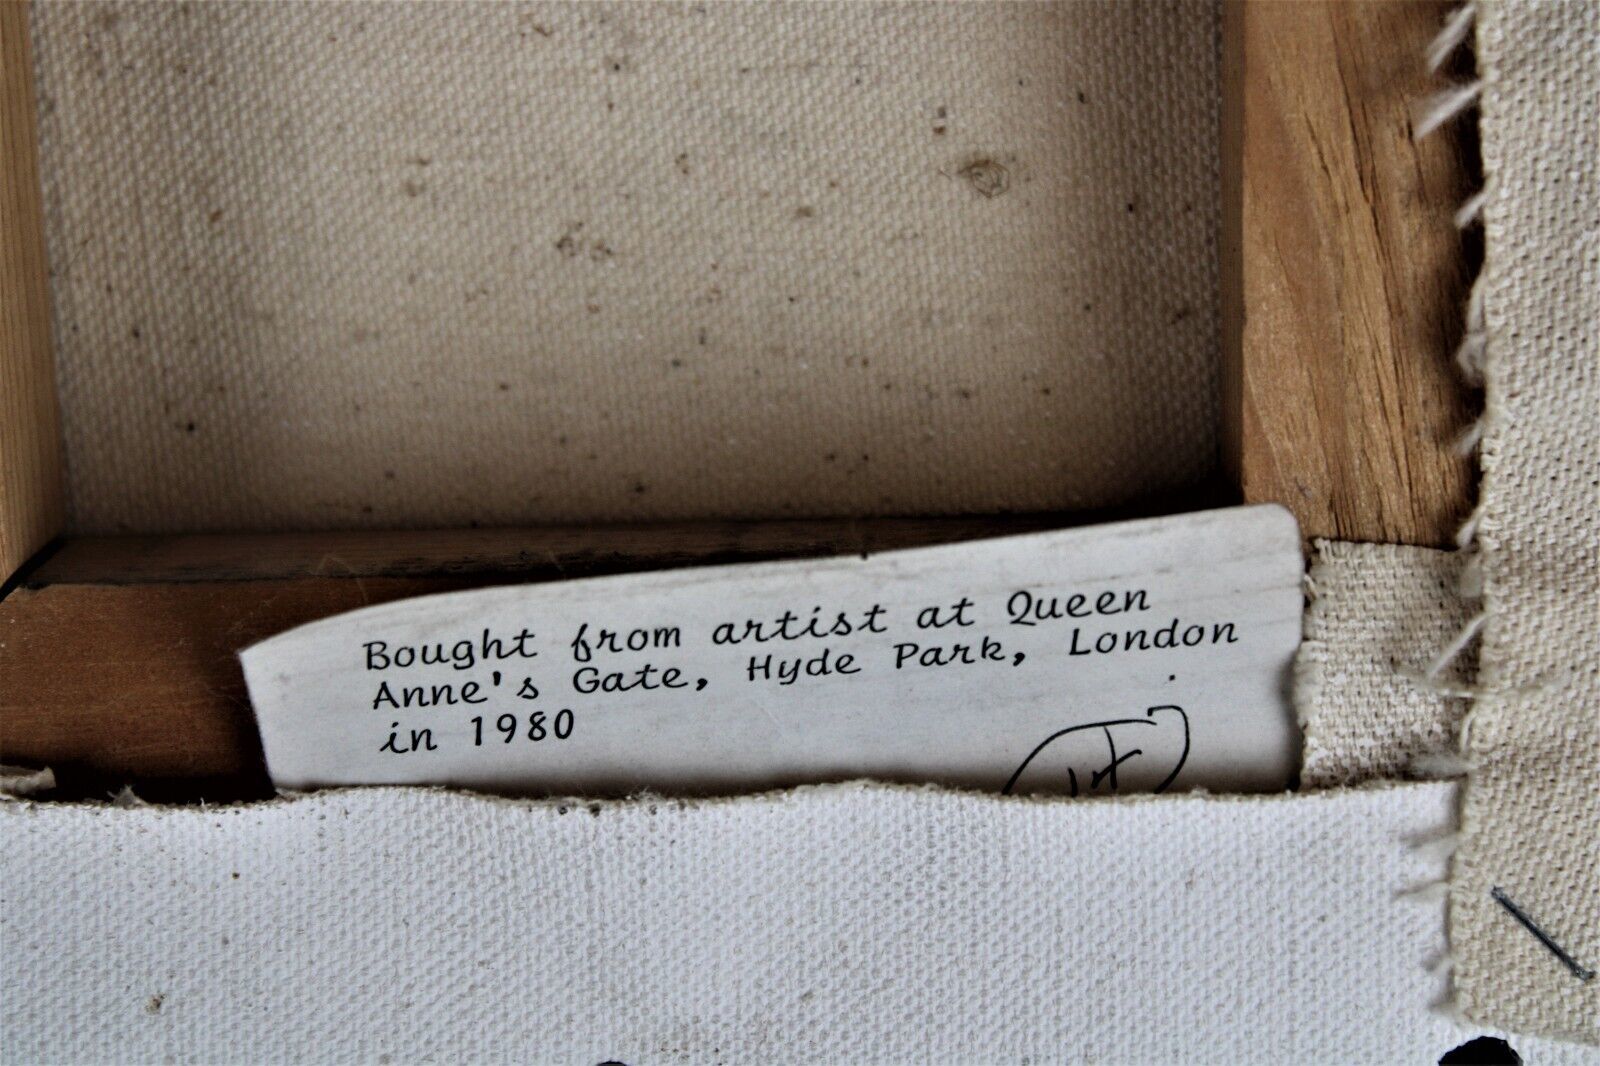 Bought from artist at Queen
Anne's Gate, Hyde Park, London
in 1980